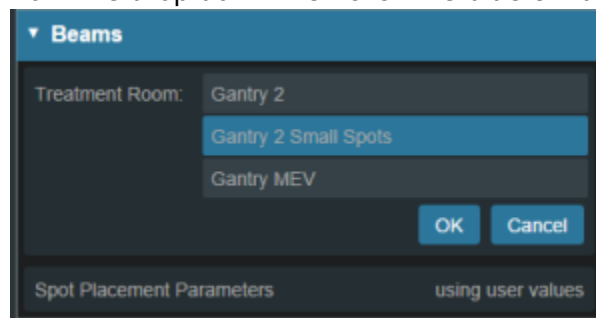 Beams
Treatment Room:
Gantry 2
Gantry 2 Small Spots
Gantry MEV
OK Cancel
Spot Placement Parameters using user values